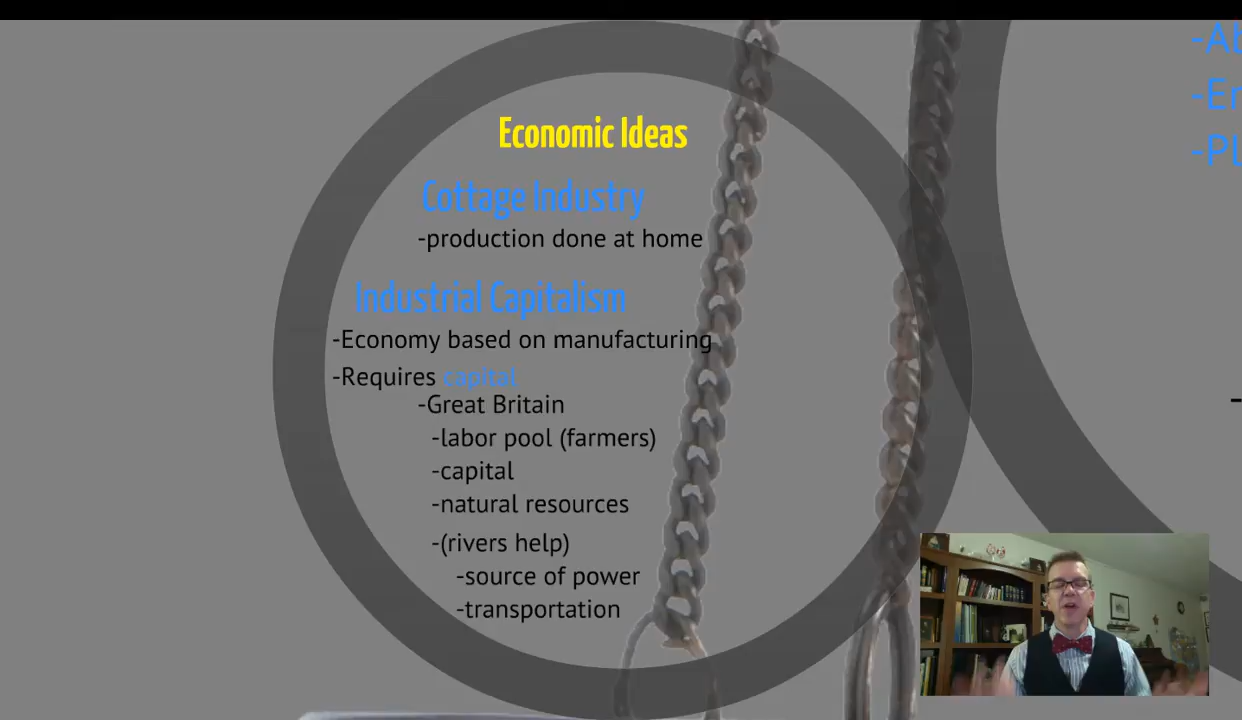 Economic Ideas
Cottage Industry
-production done at home
Industrial Capitalism
-Economy based on manufacturing
-Requires capital
-Great Britain
-labor pool (farmers)
-capital
-natural resources
-(rivers help)
-source of power
-transportation